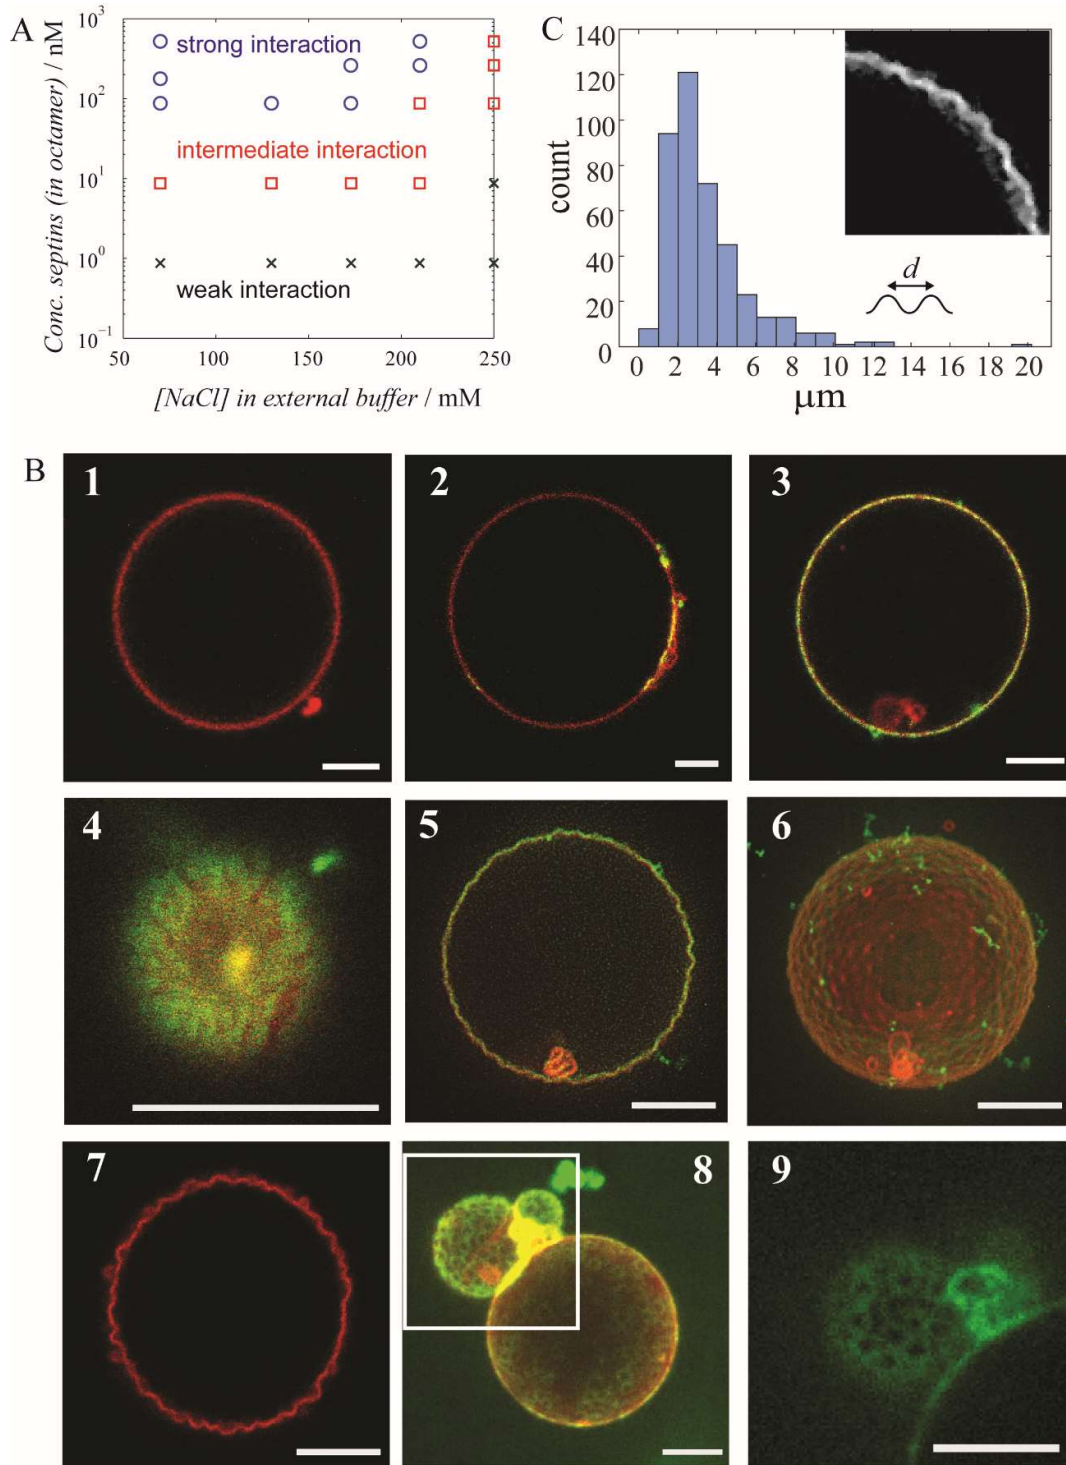 A
Conc. septins (in octamer) / nM
10³
10²
10¹
10⁰
10⁻¹
strong interaction
intermediate interaction
weak interaction
50
100
150
200
250
[NaCl] in external buffer / mM
C
count
140
120
100
80
60
40
20
0
d
0 2 4 6 8 10 12 14 16 18 20
μm
B
1
2
3
4
5
6
7
8
9